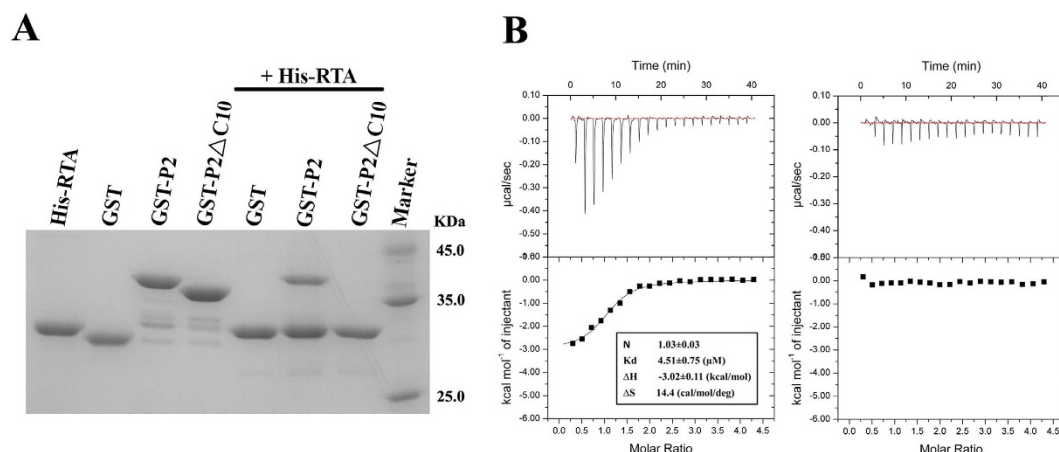 A
+ His-RTA
His-RTA
GST
GST-P2
GST-P2△C10
GST
GST-P2
GST-P2△C10
Marker
KDa
45.0
35.0
25.0
B
Time (min)
0 10 20 30 40
0.10
0.00
-0.10
-0.20
-0.30
-0.40
-0.50
µcal/sec
0.00
-1.00
-2.00
-3.00
-4.00
-5.00
-6.00
kcal mol⁻¹ of injectant
N 1.03±0.03
Kd 4.51±0.75 (µM)
ΔH -3.02±0.11 (kcal/mol)
ΔS 14.4 (cal/mol/deg)
0.0 0.5 1.0 1.5 2.0 2.5 3.0 3.5 4.0 4.5
Molar Ratio
Time (min)
0 10 20 30 40
0.10
0.00
-0.10
-0.20
-0.30
-0.40
-0.50
µcal/sec
0.00
-1.00
-2.00
-3.00
-4.00
-5.00
-6.00
kcal mol⁻¹ of injectant
0.0 0.5 1.0 1.5 2.0 2.5 3.0 3.5 4.0 4.5
Molar Ratio